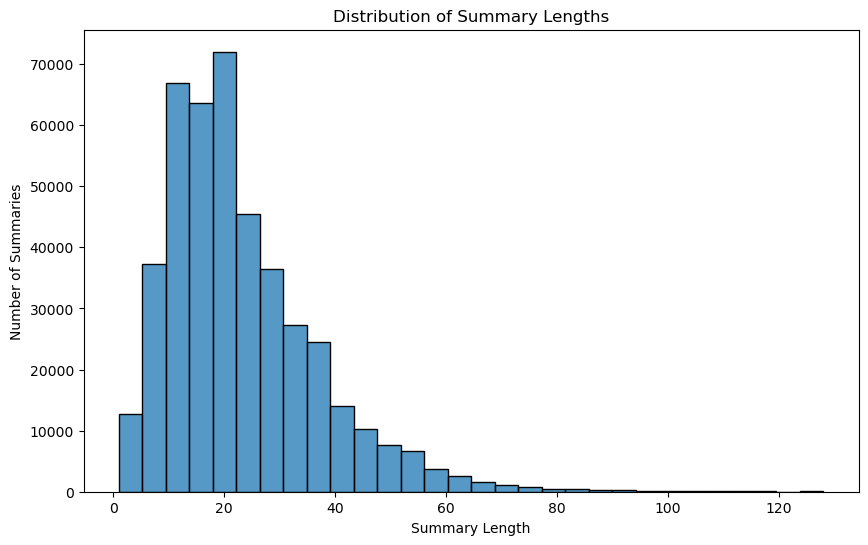 Distribution of Summary Lengths
70000
60000
50000
40000
30000
20000
10000
0
Number of Summaries
0 20 40 60 80 100 120
Summary Length